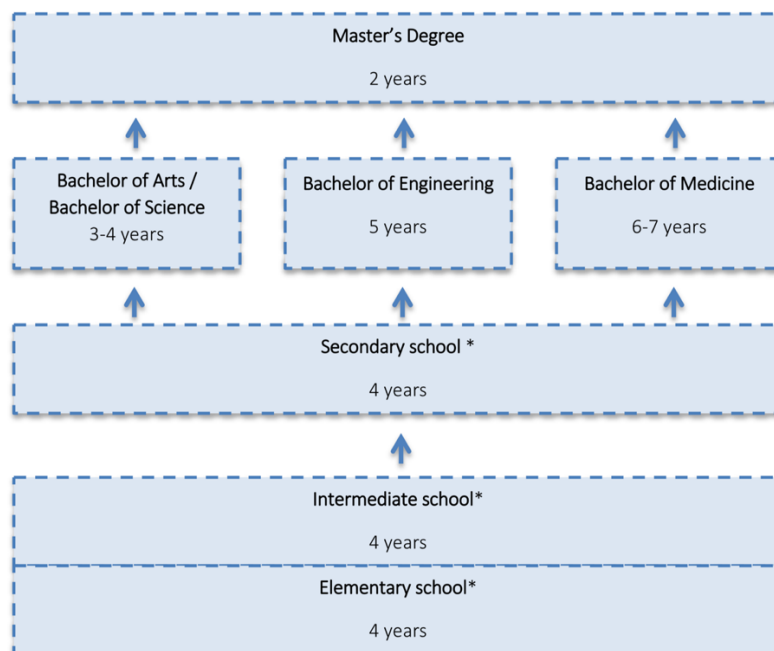 Master’s Degree
2 years
Bachelor of Arts /
Bachelor of Science
3-4 years
Bachelor of Engineering
5 years
Bachelor of Medicine
6-7 years
Secondary school *
4 years
Intermediate school*
4 years
Elementary school*
4 years